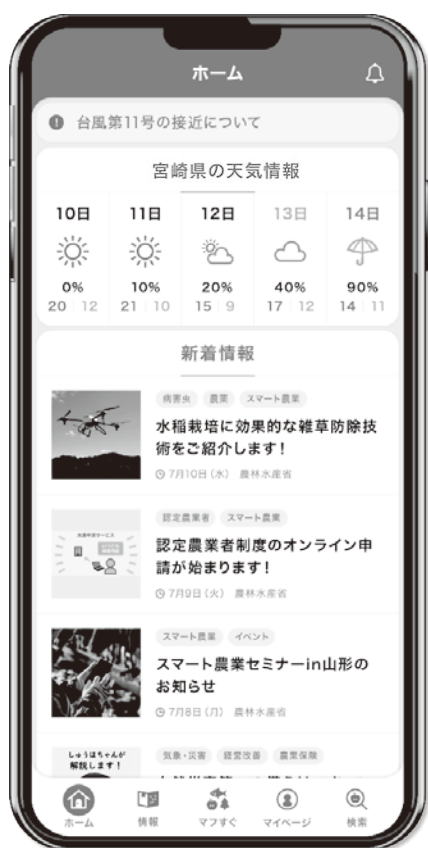 ホーム
台風第11号の接近について
宮崎県の天気情報
10日 11日 12日 13日 14日
0% 10% 20% 40% 90%
20 12 21 10 15 9 17 12 14 11
新着情報
病害虫 農薬 スマート農業
水稲栽培に効果的な雑草防除技
術をご紹介します!
7月10日(水) 農林水産省
認定農業者 スマート農業
認定農業者制度のオンライン申
請が始まります!
7月9日(火) 農林水産省
スマート農業 イベント
スマート農業セミナーin山形の
お知らせ
7月8日(月) 農林水産省
しゅうほちゃんが
解説します!
気象・災害 経営改善 農業保険
ホーム 情報 マフすぐ マイページ 検索